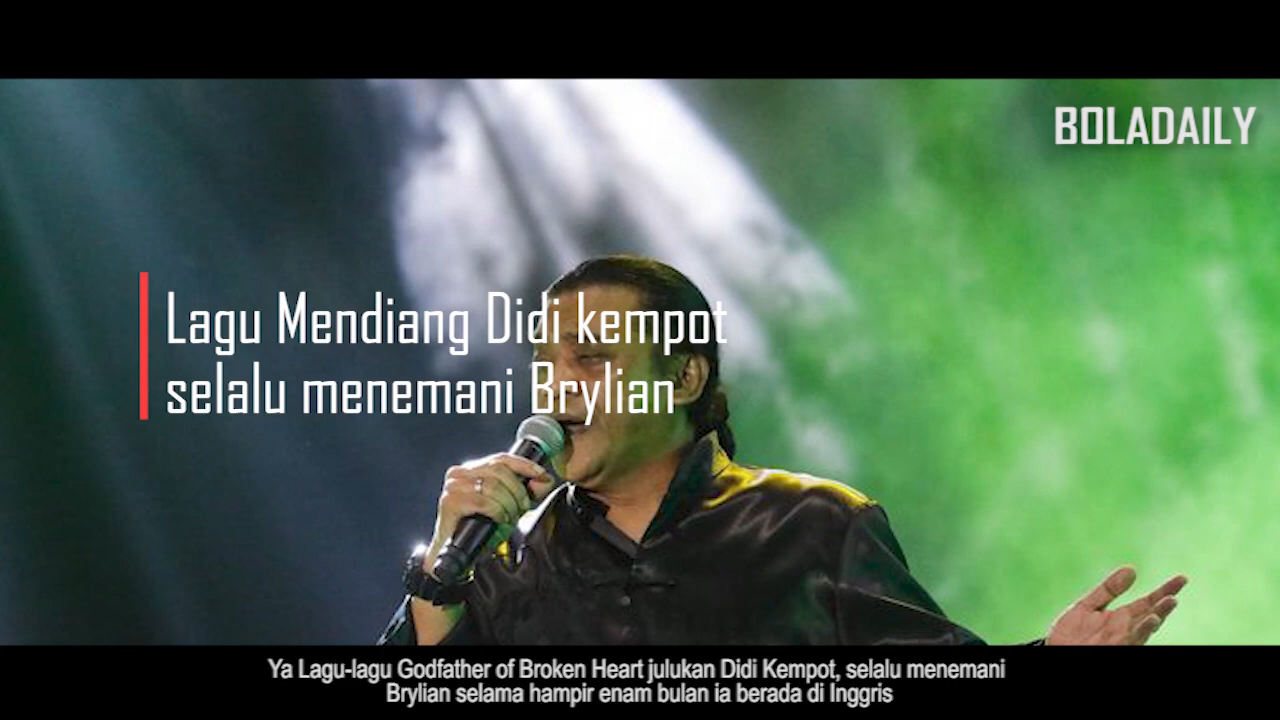 BOLADAILY
Lagu Mendiang Didi kempot
selalu menemani Brylian
Ya Lagu-lagu Godfather of Broken Heart julukan Didi Kempot, selalu menemani
Brylian selama hampir enam bulan ia berada di Inggris